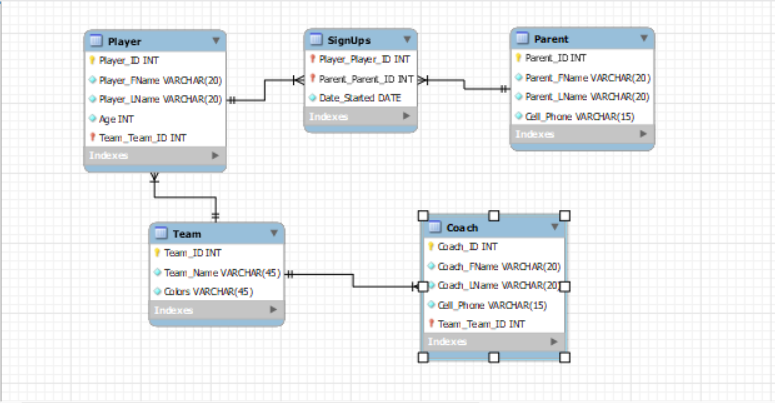 Player
Player_ID INT
Player_FName VARCHAR(20)
Player_LName VARCHAR(20)
Age INT
Team_Team_ID INT
Indexes
SignUps
Player_Player_ID INT
Parent_Parent_ID INT
Date_Started DATE
Indexes
Parent
Parent_ID INT
Parent_FName VARCHAR(20)
Parent_LName VARCHAR(20)
Cell_Phone VARCHAR(15)
Indexes
Team
Team_ID INT
Team_Name VARCHAR(45)
Colors VARCHAR(45)
Indexes
Coach
Coach_ID INT
Coach_FName VARCHAR(20)
Coach_LName VARCHAR(20)
Cell_Phone VARCHAR(15)
Team_Team_ID INT
Indexes